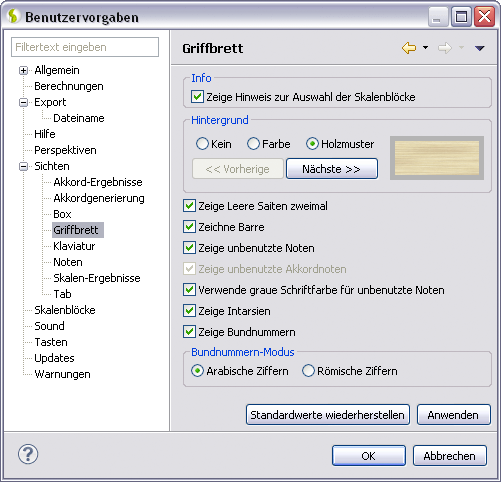 Benutzervorgaben
Filtertext eingeben
Allgemein
Berechnungen
Export
Dateiname
Hilfe
Perspektiven
Sichten
Akkord-Ergebnisse
Akkordgenerierung
Box
Griffbrett
Klaviatur
Noten
Skalen-Ergebnisse
Tab
Skalenblöcke
Sound
Tasten
Updates
Warnungen
Griffbrett
Info
Zeige Hinweis zur Auswahl der Skalenblöcke
Hintergrund
Kein Farbe Holzmuster
<< Vorherige Nächste >>
Zeige Leere Saiten zweimal
Zeichne Barre
Zeige unbenutzte Noten
Zeige unbenutzte Akkordnoten
Verwende graue Schriftfarbe für unbenutzte Noten
Zeige Intarsien
Zeige Bundnummern
Bundnummern-Modus
Arabische Ziffern Römische Ziffern
Standardwerte wiederherstellen Anwenden
? OK Abbrechen